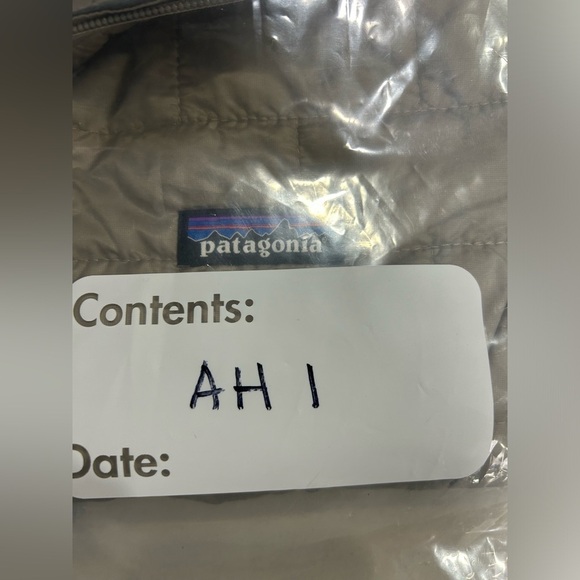 patagonia
Contents:
AH 1
Date: